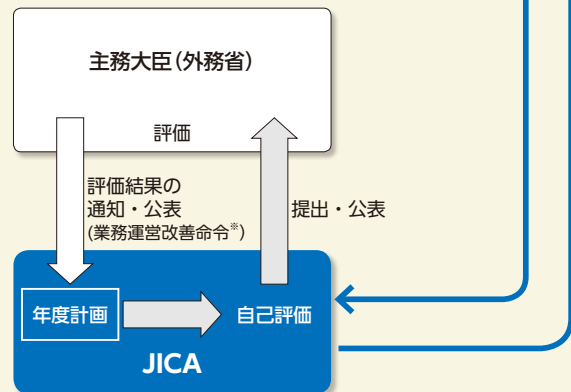 主務大臣（外務省）
評価
評価結果の
通知・公表
(業務運営改善命令※)
提出・公表
年度計画
自己評価
JICA